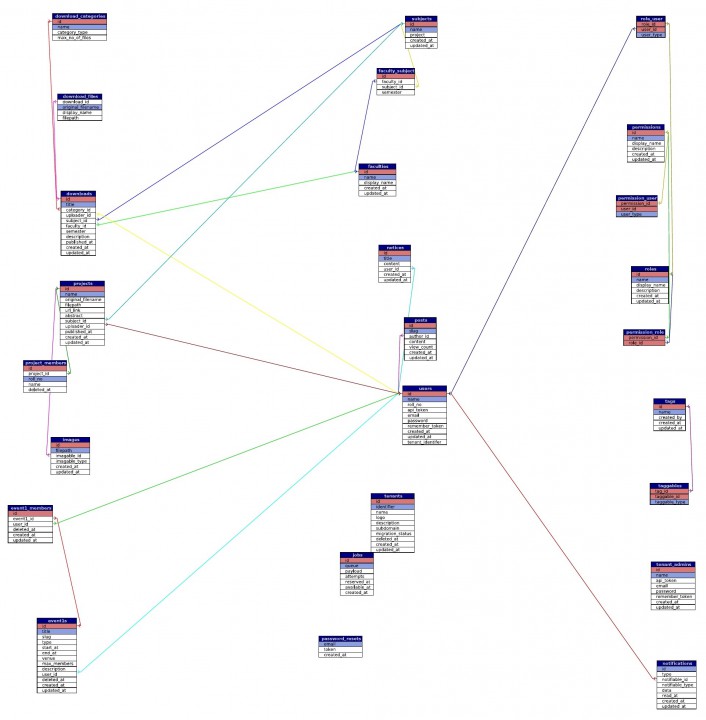 download_categories
id
name
category_type
max_no_of_files
subjects
id
name
project
created_at
updated_at
role_user
role_id
user_id
user_type
faculty_subject
id
faculty_id
subject_id
semester
download_files
download_id
original_filename
display_name
filepath
permissions
id
name
display_name
description
created_at
updated_at
faculties
id
name
display_name
created_at
updated_at
downloads
id
title
category_id
uploader_id
subject_id
faculty_id
semester
description
published_at
created_at
updated_at
permission_user
permission_id
user_id
user_type
notices
id
title
content
user_id
created_at
updated_at
roles
id
name
display_name
description
created_at
updated_at
projects
id
name
original_filename
filepath
url_link
abstract
subject_id
uploader_id
published_at
created_at
updated_at
posts
id
slug
author_id
content
view_count
created_at
updated_at
permission_role
permission_id
role_id
project_members
id
project_id
roll_no
name
deleted_at
users
id
name
roll_no
api_token
email
password
remember_token
created_at
updated_at
tenant_identifer
tags
id
name
created_by
created_at
updated_at
images
id
filepath
imagable_id
imagable_type
created_at
updated_at
taggables
tag_id
taggable_id
taggable_type
tenants
id
identifier
name
logo
description
subdomain
migration_status
deleted_at
created_at
updated_at
event1_members
id
event1_id
user_id
deleted_at
created_at
updated_at
jobs
id
queue
payload
attempts
reserved_at
available_at
created_at
tenant_admins
id
name
api_token
email
password
remember_token
created_at
updated_at
event1s
id
title
slug
type
start_at
end_at
venue
max_members
description
user_id
deleted_at
created_at
updated_at
password_resets
email
token
created_at
notifications
id
type
notifiable_id
notifiable_type
data
read_at
created_at
updated_at